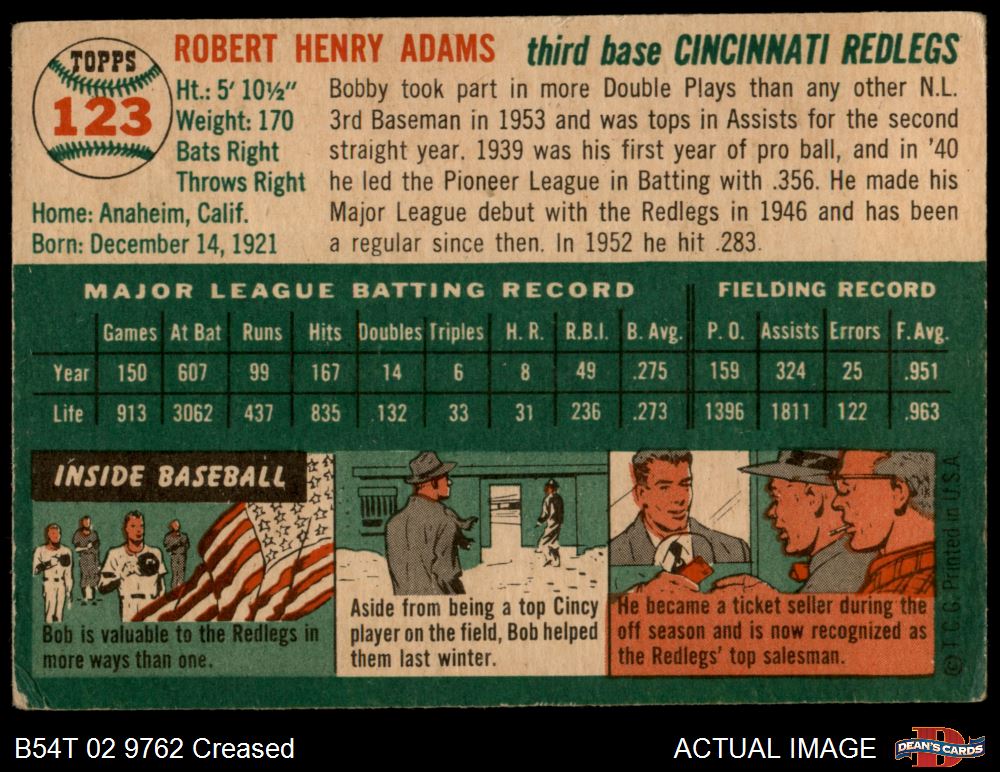 TOPPS
123
ROBERT HENRY ADAMS third base CINCINNATI REDLEGS
Ht.: 5' 10½"
Weight: 170
Bats Right
Throws Right
Home: Anaheim, Calif.
Born: December 14, 1921
Bobby took part in more Double Plays than any other N.L.
3rd Baseman in 1953 and was tops in Assists for the second
straight year. 1939 was his first year of pro ball, and in '40
he led the Pioneer League in Batting with .356. He made his
Major League debut with the Redlegs in 1946 and has been
a regular since then. In 1952 he hit .283.
MAJOR LEAGUE BATTING RECORD FIELDING RECORD
Games At Bat Runs Hits Doubles Triples H. R. R.B.I. B. Avg. P. O. Assists Errors F. Avg.
Year 150 607 99 167 14 6 8 49 .275 159 324 25 .951
Life 913 3062 437 835 .132 33 31 236 .273 1396 1811 122 .963
INSIDE BASEBALL
Bob is valuable to the Redlegs in
more ways than one.
Aside from being a top Cincy
player on the field, Bob helped
them last winter.
He became a ticket seller during the
off season and is now recognized as
the Redlegs' top salesman.
© T.C.G. Printed in U.S.A.
B54T 02 9762 Creased
ACTUAL IMAGE
DEAN'S CARDS